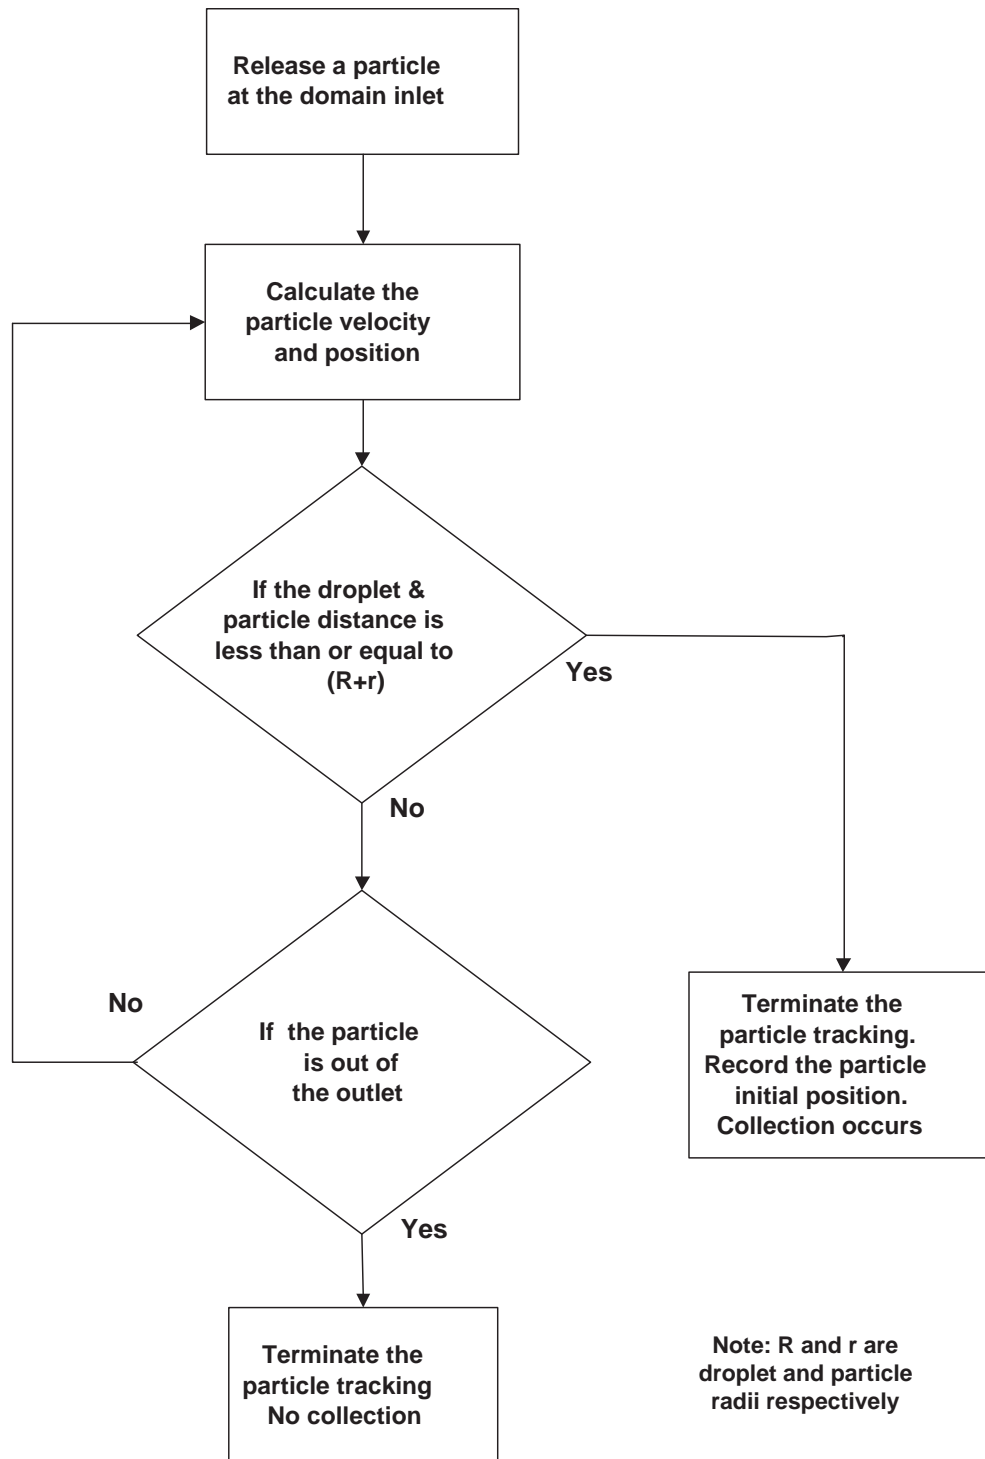 Release a particle
at the domain inlet
Calculate the
particle velocity
and position
If the droplet &
particle distance is
less than or equal to
(R+r)
Yes
No
No
If the particle
is out of
the outlet
Terminate the
particle tracking.
Record the particle
initial position.
Collection occurs
Yes
Terminate the
particle tracking
No collection
Note: R and r are
droplet and particle
radii respectively